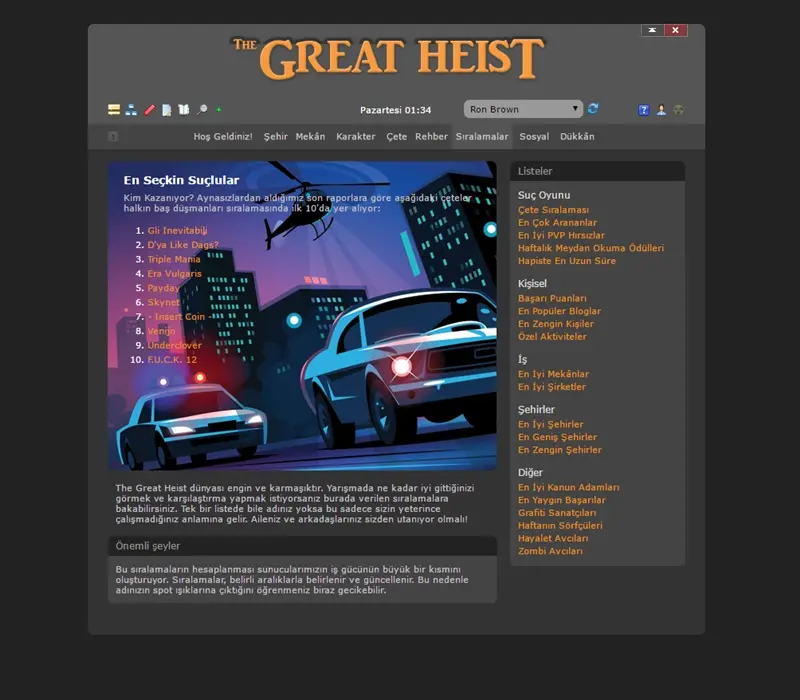 THE GREAT HEIST
Pazartesi 01:34
Ron Brown
Hoş Geldiniz! Şehir Mekân Karakter Çete Rehber Sıralamalar Sosyal Dükkân
En Seçkin Suçlular
Kim Kazanıyor? Aynasızlardan aldığımız son raporlara göre aşağıdaki çeteler
halkın baş düşmanları sıralamasında ilk 10'da yer alıyor:
1. Gli Inevitabili
2. D'ya Like Dags?
3. Triple Mania
4. Era Vulgaris
5. Payday
6. Skynet
7. - Insert Coin -
8. Venijn
9. Underclover
10. F.U.C.K. 12
The Great Heist dünyası engin ve karmaşıktır. Yarışmada ne kadar iyi gittiğinizi
görmek ve karşılaştırma yapmak istiyorsanız burada verilen sıralamalara
bakabilirsiniz. Tek bir listede bile adınız yoksa bu sadece sizin yeterince
çalışmadığınız anlamına gelir. Aileniz ve arkadaşlarınız sizden utanıyor olmalı!
Önemli şeyler
Bu sıralamaların hesaplanması sunucularımızın iş gücünün büyük bir kısmını
oluşturuyor. Sıralamalar, belirli aralıklarla belirlenir ve güncellenir. Bu nedenle
adınızın spot ışıklarına çıktığını öğrenmeniz biraz gecikebilir.
Listeler
Suç Oyunu
Çete Sıralaması
En Çok Arananlar
En İyi PVP Hırsızlar
Haftalık Meydan Okuma Ödülleri
Hapiste En Uzun Süre
Kişisel
Başarı Puanları
En Popüler Bloglar
En Zengin Kişiler
Özel Aktiviteler
İş
En İyi Mekânlar
En İyi Şirketler
Şehirler
En İyi Şehirler
En Geniş Şehirler
En Zengin Şehirler
Diğer
En İyi Kanun Adamları
En Yaygın Başarılar
Grafiti Sanatçıları
Haftanın Sörfçüleri
Hayalet Avcıları
Zombi Avcıları